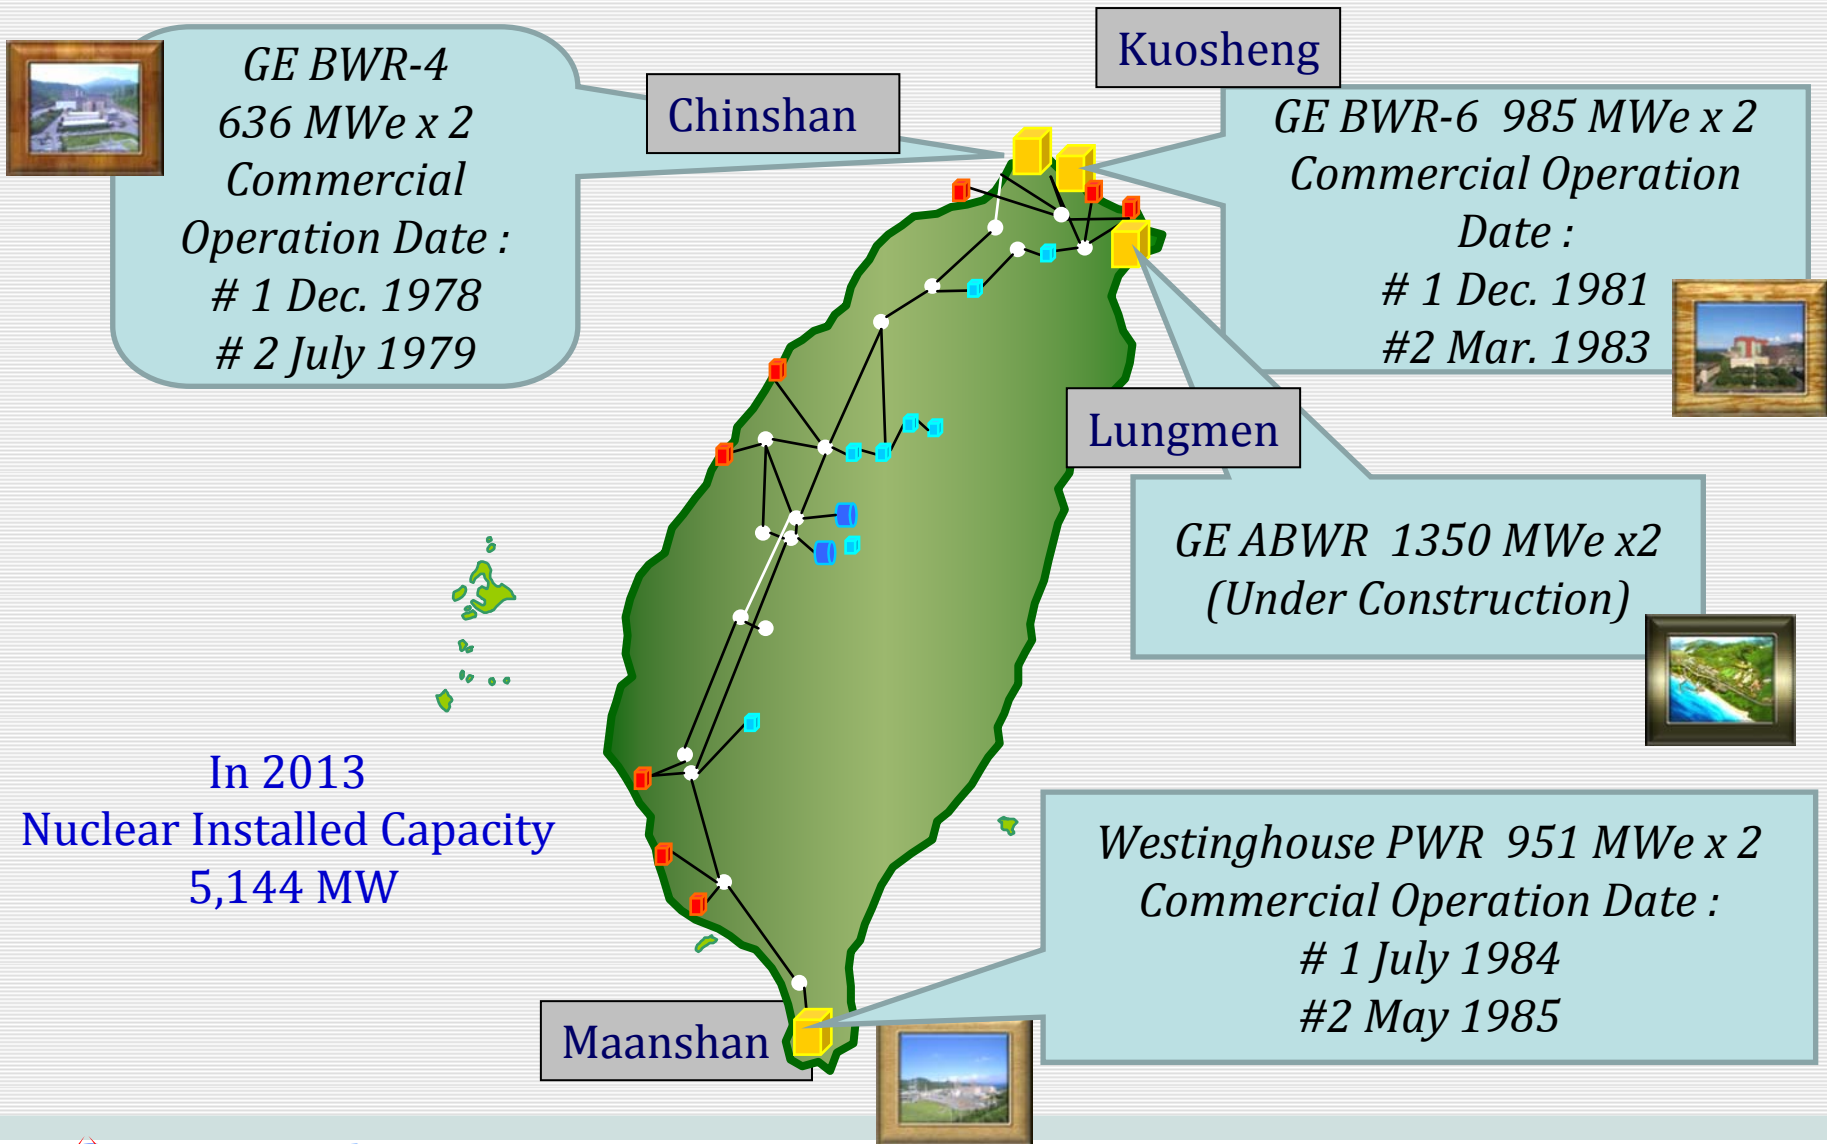 GE BWR-4
636 MWe x 2
Commercial
Operation Date :
# 1 Dec. 1978
# 2 July 1979
Chinshan
Kuosheng
GE BWR-6  985 MWe x 2
Commercial Operation
Date :
# 1 Dec. 1981
#2 Mar. 1983
Lungmen
GE ABWR  1350 MWe x2
(Under Construction)
In 2013
Nuclear Installed Capacity
5,144 MW
Westinghouse PWR  951 MWe x 2
Commercial Operation Date :
# 1 July 1984
#2 May 1985
Maanshan